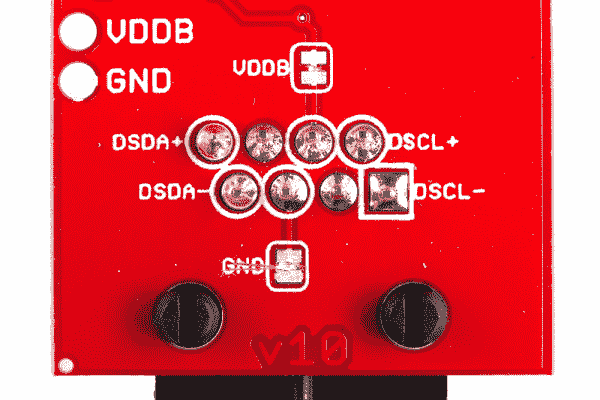 VDDB
GND
VDDB
DSDA+ DSCL+
DSDA- DSCL-
GND
v10